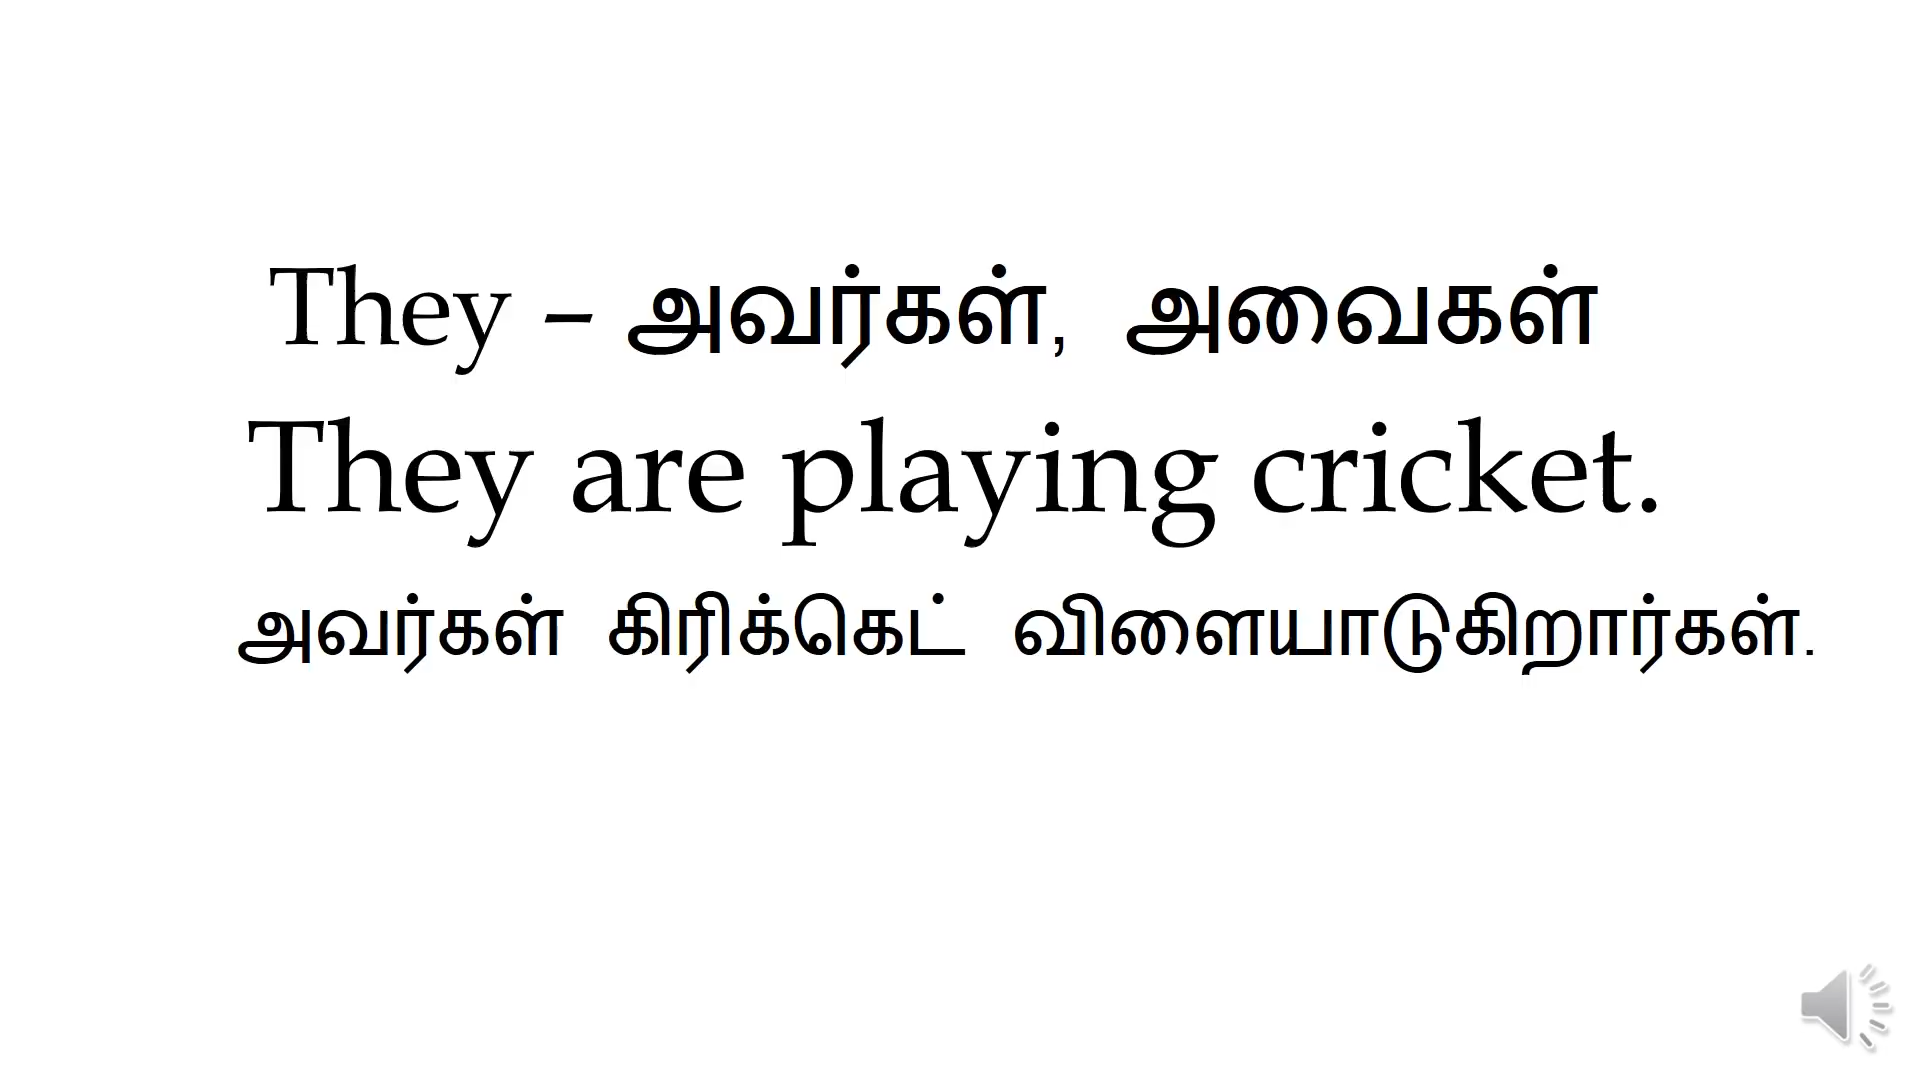 They – அவர்கள், அவைகள்
They are playing cricket.
அவர்கள் கிரிக்கெட் விளையாடுகிறார்கள்.